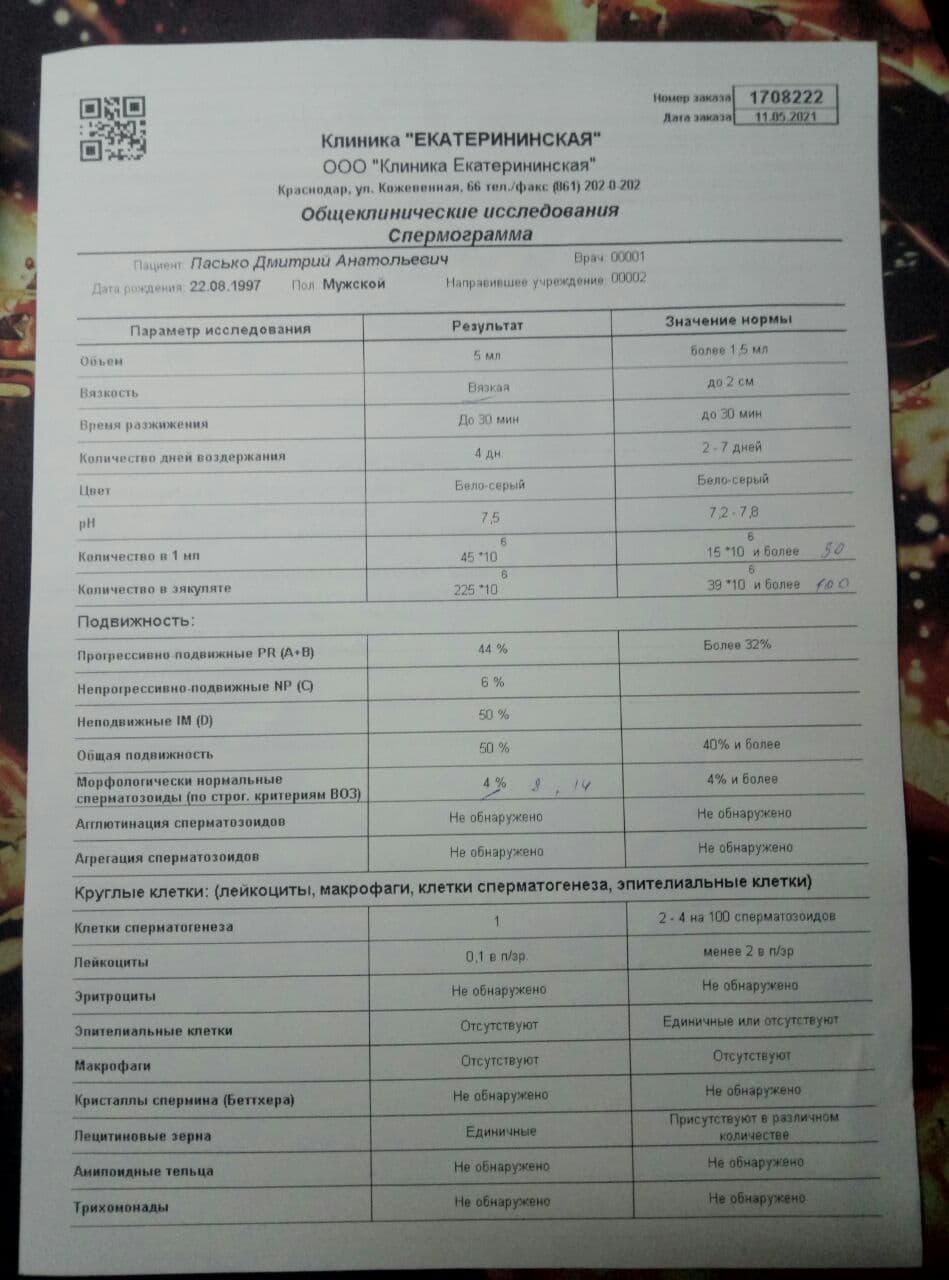 Номер заказа 1708222
Дата заказа 11.05.2021
Клиника "ЕКАТЕРИНИНСКАЯ"
ООО "Клиника Екатерининская"
Краснодар, ул. Кожевенная, 66 тел./факс (861) 202-0-202
Общеклинические исследования
Спермограмма
Пациент: Пасько Дмитрий Анатольевич Врач: 00001
Дата рождения: 22.08.1997 Пол: Мужской Направившее учреждение: 00002
Параметр исследования Результат Значение нормы
Объем 5 мл более 1,5 мл
Вязкость Вязкая до 2 см
Время разжижения До 30 мин до 30 мин
Количество дней воздержания 4 дн. 2 - 7 дней
Цвет Бело-серый Бело-серый
pH 7,5 7,2 - 7,8
Количество в 1 мл 45 *10 6 15 *10 6 и более
Количество в эякуляте 225 *10 6 39 *10 6 и более 100
Подвижность:
Прогрессивно-подвижные PR (A+B) 44 % Более 32%
Непрогрессивно-подвижные NP (C) 6 %
Неподвижные IM (D) 50 %
Общая подвижность 50 % 40% и более
Морфологически нормальные 4 % 8, 14 4% и более
сперматозоиды (по строг. критериям ВОЗ)
Агглютинация сперматозоидов Не обнаружено Не обнаружено
Агрегация сперматозоидов Не обнаружено Не обнаружено
Круглые клетки: (лейкоциты, макрофаги, клетки сперматогенеза, эпителиальные клетки)
Клетки сперматогенеза 1 2 - 4 на 100 сперматозоидов
Лейкоциты 0,1 в п/зр. менее 2 в п/зр
Эритроциты Не обнаружено Не обнаружено
Эпителиальные клетки Отсутствуют Единичные или отсутствуют
Макрофаги Отсутствуют Отсутствуют
Кристаллы спермина (Беттхера) Не обнаружено Не обнаружено
Лецитиновые зерна Единичные Присутствуют в различном
количестве
Амилоидные тельца Не обнаружено Не обнаружено
Трихомонады Не обнаружено Не обнаружено